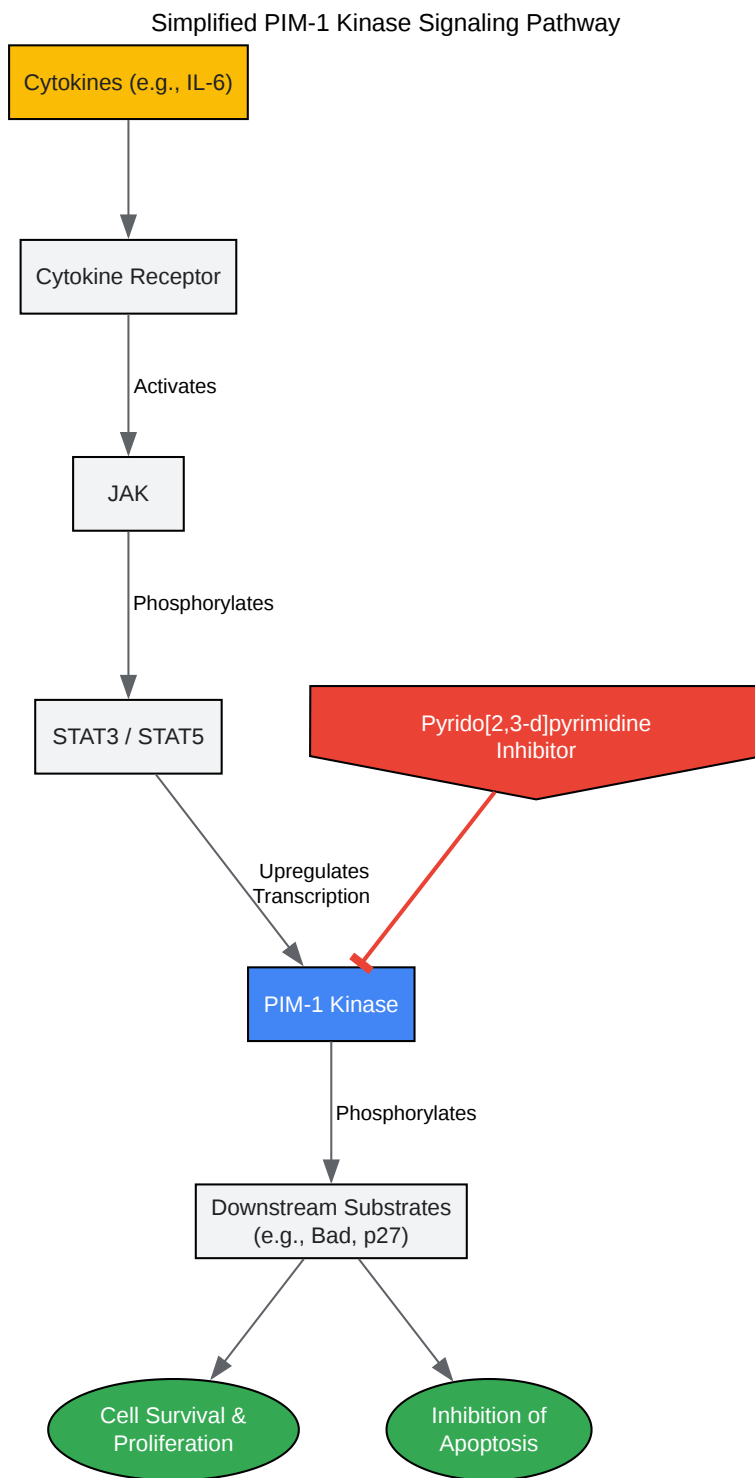 Simplified PIM-1 Kinase Signaling Pathway
Cytokines (e.g., IL-6)
Cytokine Receptor
Activates
JAK
Phosphorylates
STAT3 / STAT5
Pyrido[2,3-d]pyrimidine
Inhibitor
Upregulates
Transcription
PIM-1 Kinase
Phosphorylates
Downstream Substrates
(e.g., Bad, p27)
Cell Survival &
Proliferation
Inhibition of
Apoptosis